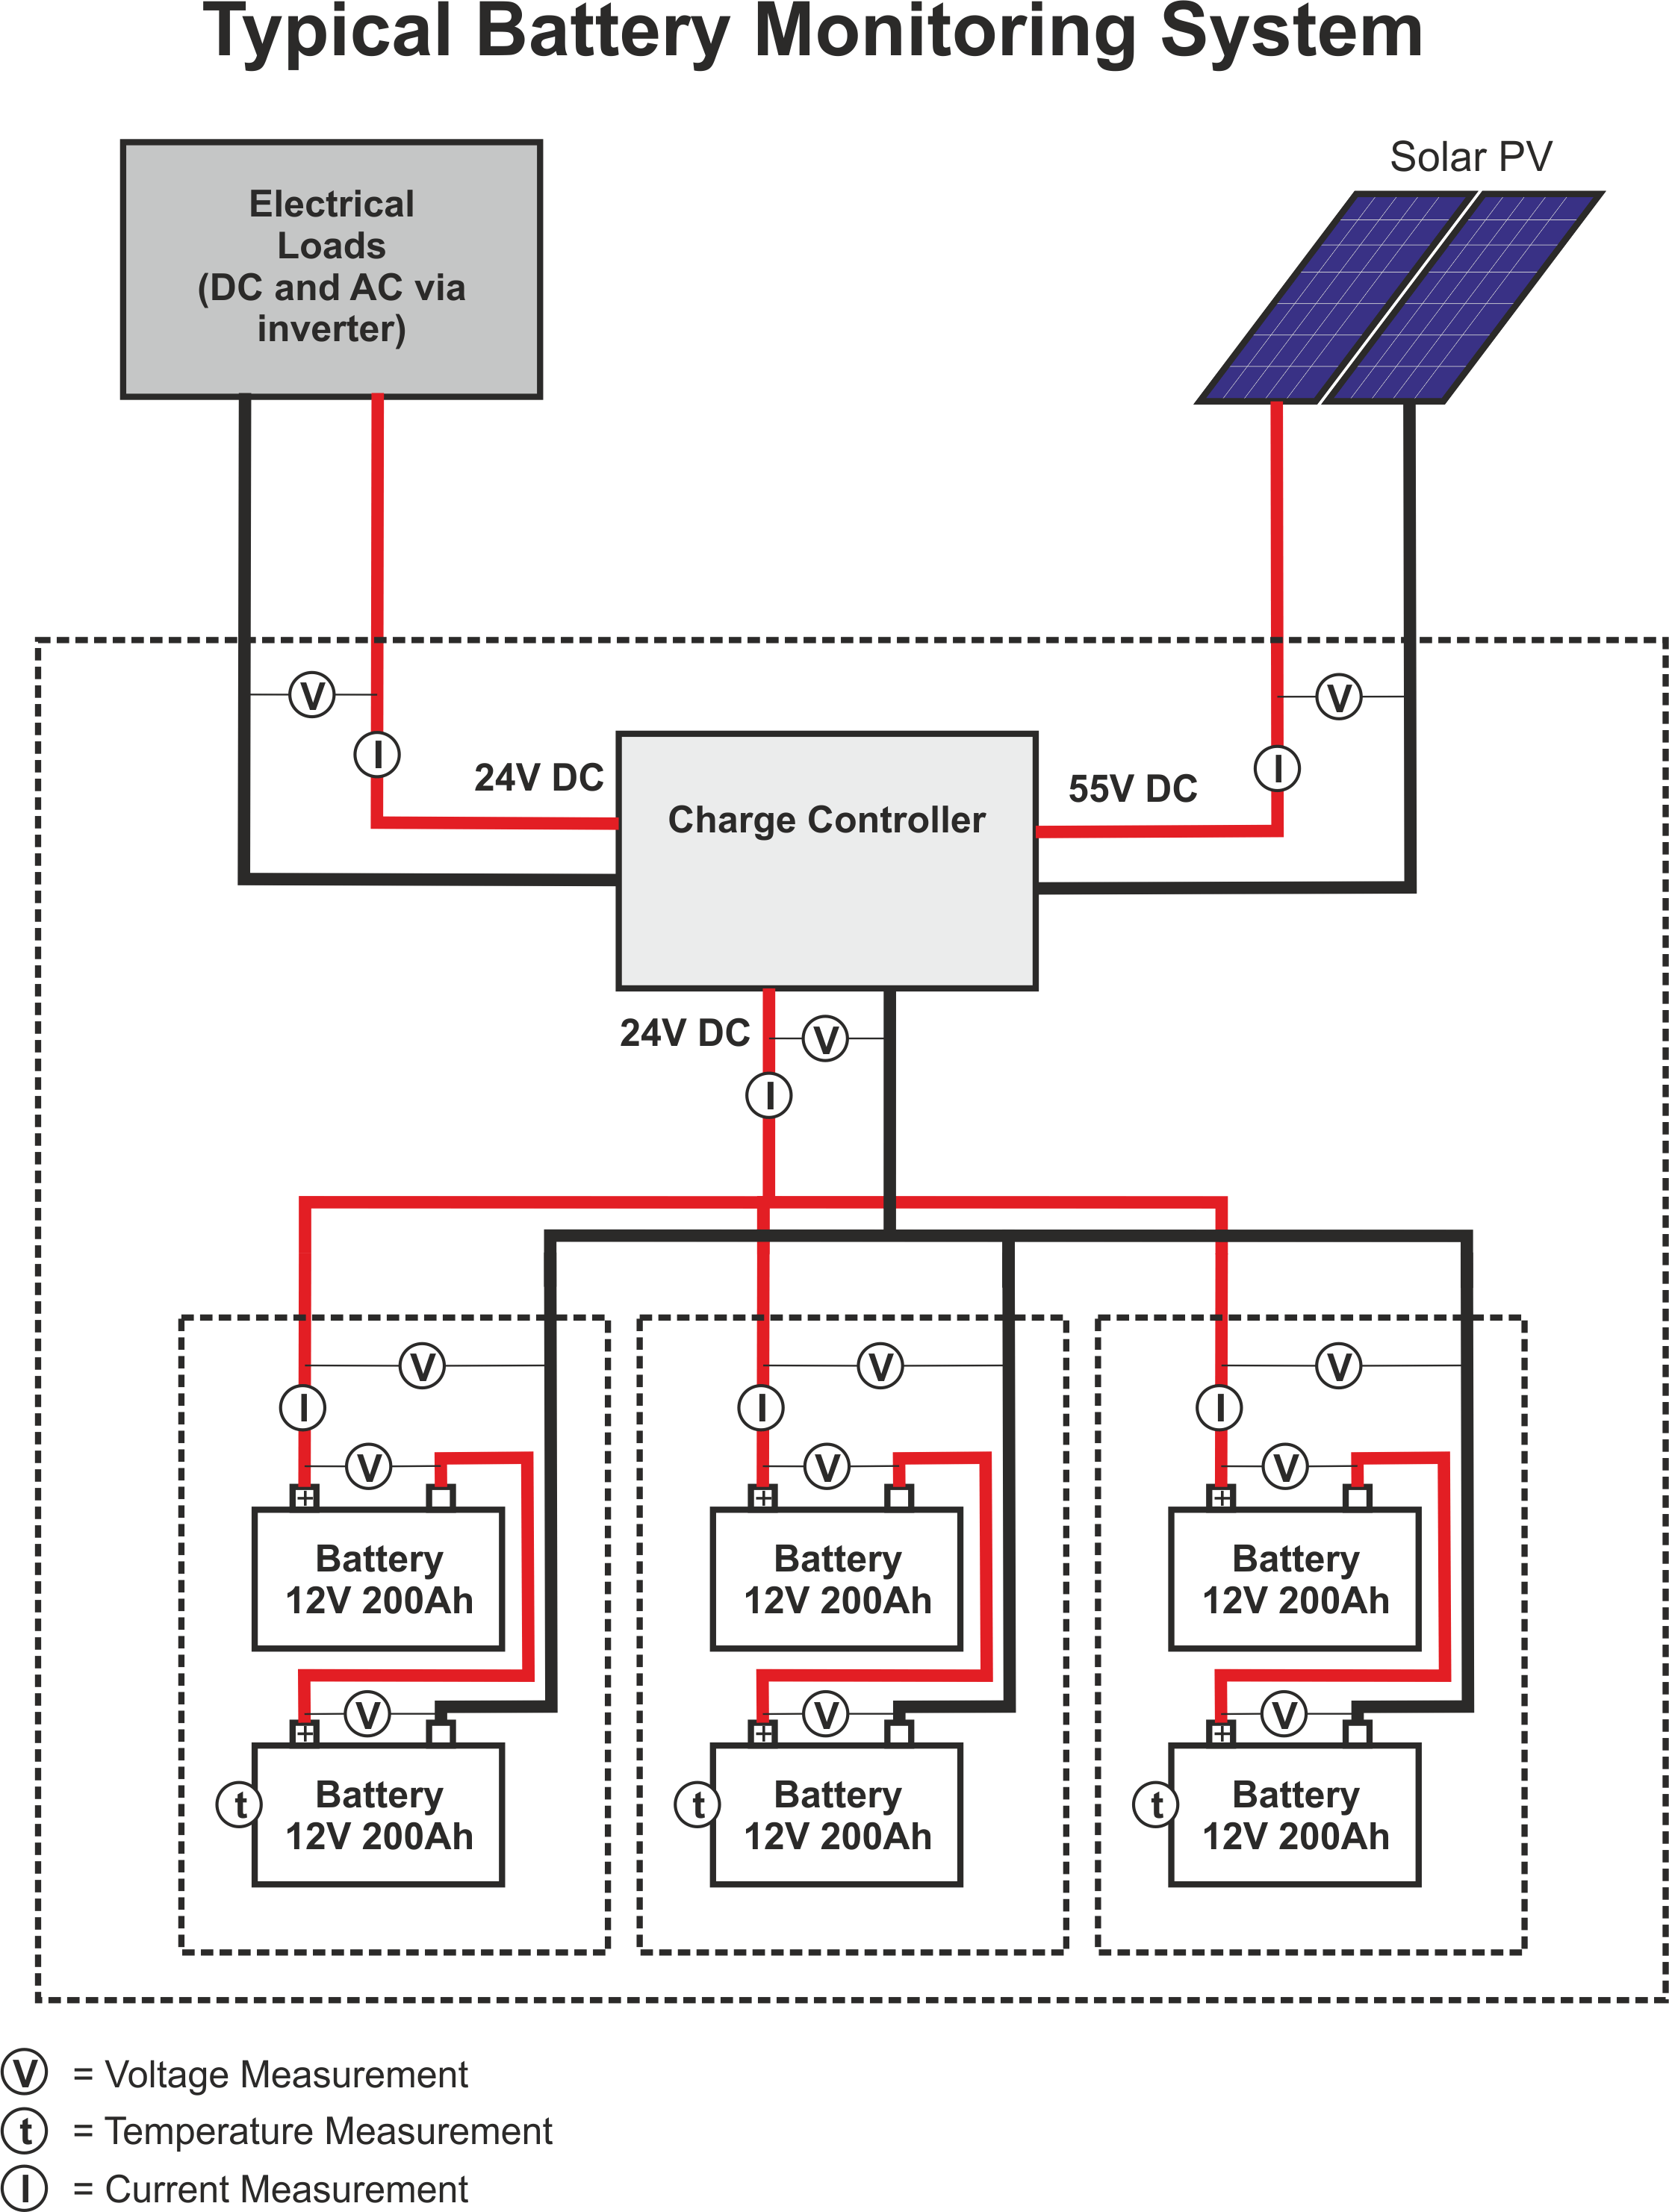 Typical Battery Monitoring System
Electrical
Loads
(DC and AC via
inverter)
Solar PV
V
V
I
I
24V DC
55V DC
Charge Controller
24V DC
V
I
V
V
V
I
I
I
V
V
V
+
+
+
Battery
12V 200Ah
Battery
12V 200Ah
Battery
12V 200Ah
V
V
V
+
+
+
t
Battery
12V 200Ah
t
Battery
12V 200Ah
t
Battery
12V 200Ah
V = Voltage Measurement
t = Temperature Measurement
I = Current Measurement